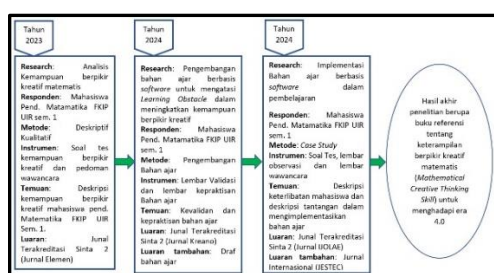 Tahun
2023
Research: Analisis
Kemampuan berpikir
kreatif matematis
Responden: Mahasiswa
Pend. Matamatika FKIP
UIR sem. 1
Metode: Deskriptif
Kualitatif
Instrumen: Soal tes
kemampuan berpikir
kreatif dan pedoman
wawancara
Temuan: Deskripsi
kemampuan berpikir
kreatif mahasiswa pend.
Matematika FKIP UIR
Sem. 1.
Luaran: Junal
Terakreditasi Sinta 2
(Jurnal Elemen)
Tahun
2024
Research: Pengembangan
bahan ajar berbasis
software untuk mengatasi
Learning Obstacle dalam
meningkatkan kemampuan
berpikir kreatif
Responden: Mahasiswa
Pend. Matamatika FKIP UIR
sem. 1
Metode: Pengembangan
Bahan ajar
Instrumen: Lembar Validasi
dan lembar kepraktisan
Bahan ajar
Temuan: Kevalidan dan
kepraktisan bahan ajar
Luaran: Junal Terakreditasi
Sinta 2 (Jurnal Kreano)
Luaran tambahan: Draf
bahan ajar
Tahun
2024
Research: Implementasi
Bahan ajar berbasis
software dalam
pembelajaran
Responden: Mahasiswa
Pend. Matamatika FKIP UIR
sem. 1
Metode: Case Study
Instrumen: Soal Tes, lembar
observasi dan lembar
wawancara
Temuan: Deskripsi
keterlibatan mahasiswa dan
deskripsi tantangan dalam
mengimplementasikan
bahan ajar
Luaran: Junal Terakreditasi
Sinta 2 (Jurnal IJOLAE)
Luaran tambahan: Jurnal
Internasional (JESTEC)
Hasil akhir
penelitian berupa
buku referensi
tentang
keterampilan
berpikir kreatif
matematis
(Mathematical
Creative Thinking
Skill) untuk
menghadapi era
4.0